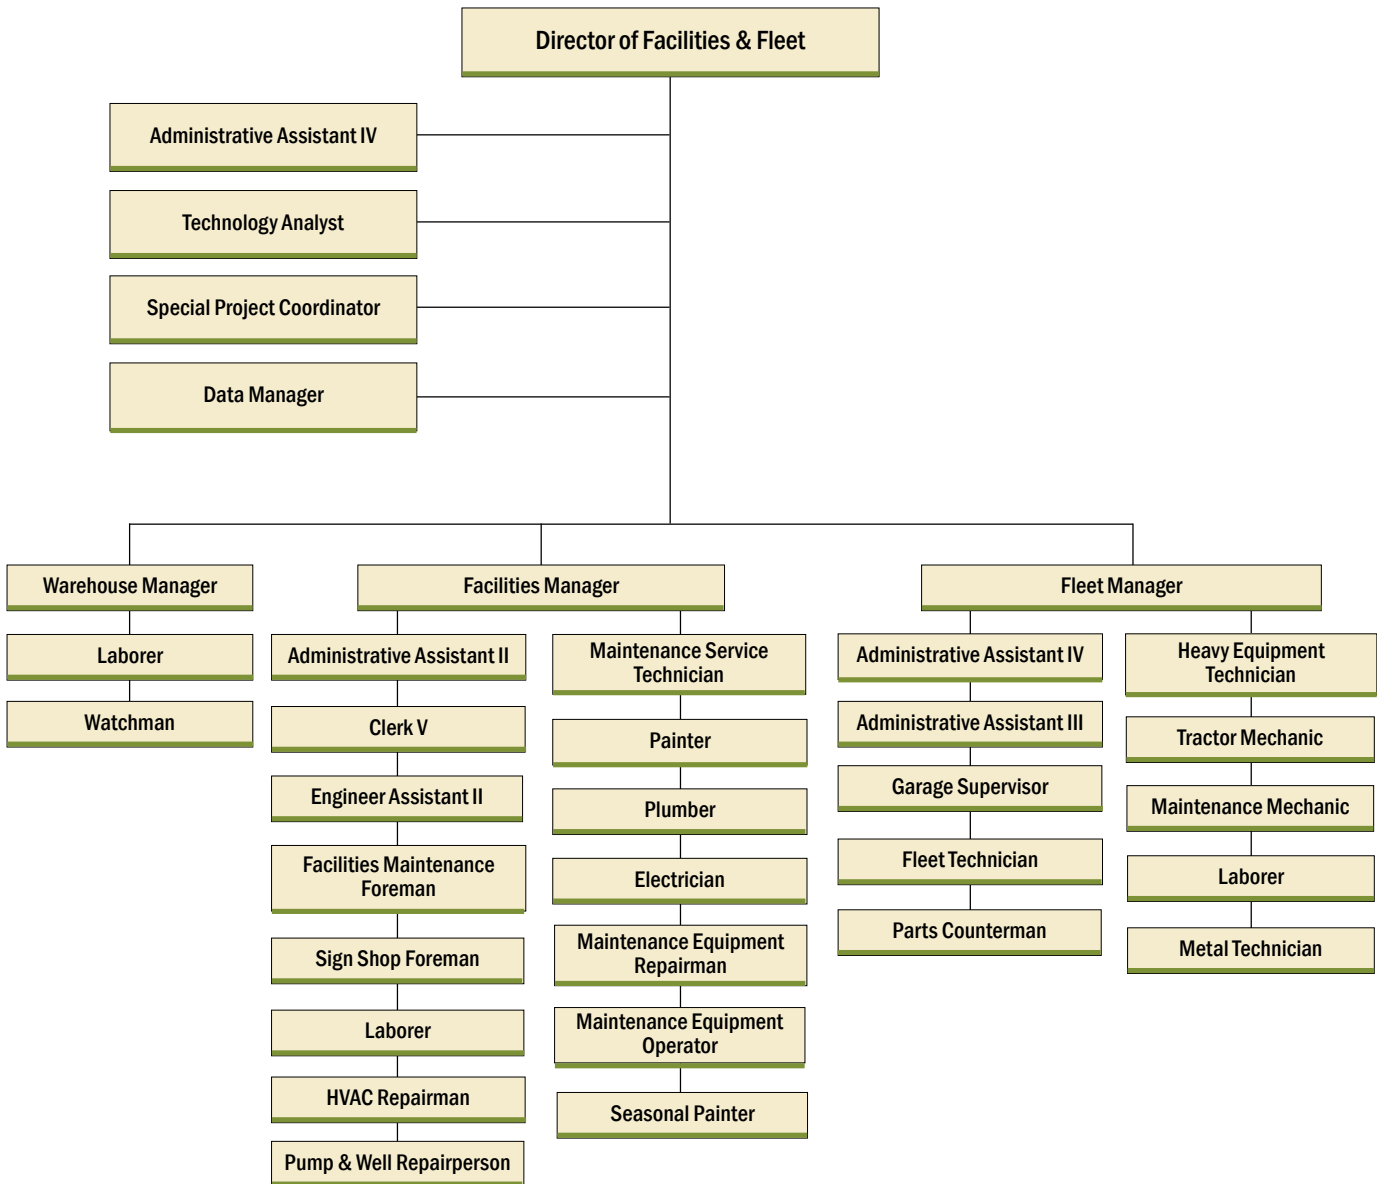 Director of Facilities & Fleet
Administrative Assistant IV
Technology Analyst
Special Project Coordinator
Data Manager
Warehouse Manager
Laborer
Watchman
Facilities Manager
Administrative Assistant II
Clerk V
Engineer Assistant II
Facilities Maintenance
Foreman
Sign Shop Foreman
Laborer
HVAC Repairman
Pump & Well Repairperson
Maintenance Service
Technician
Painter
Plumber
Electrician
Maintenance Equipment
Repairman
Maintenance Equipment
Operator
Seasonal Painter
Fleet Manager
Administrative Assistant IV
Administrative Assistant III
Garage Supervisor
Fleet Technician
Parts Counterman
Heavy Equipment
Technician
Tractor Mechanic
Maintenance Mechanic
Laborer
Metal Technician